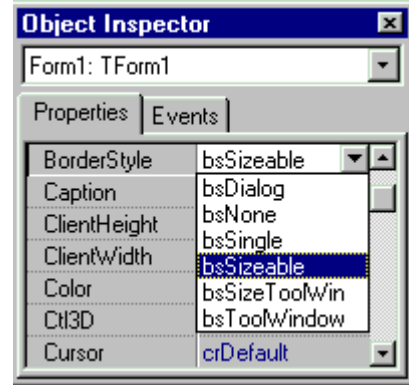 Object Inspector
Form1: TForm1
Properties Events
BorderStyle bsSizeable
Caption bsDialog
bsNone
ClientHeight bsSingle
ClientWidth bsSizeable
Color bsSizeToolWin
Ctl3D bsToolWindow
Cursor crDefault